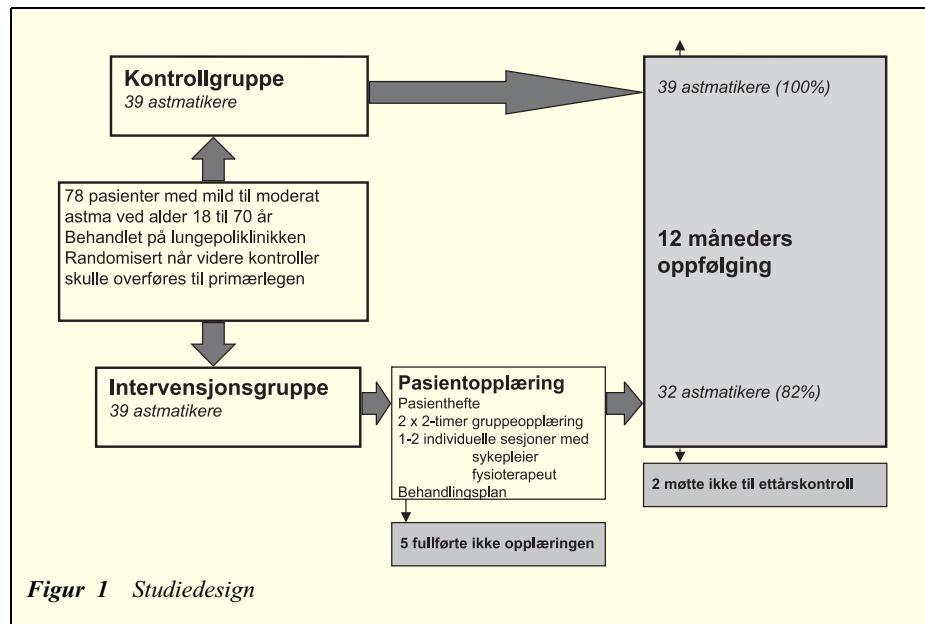 Kontrollgruppe
39 astmatikere
39 astmatikere (100%)
78 pasienter med mild til moderat
astma ved alder 18 til 70 år
Behandlet på lungepoliklinikken
Randomisert når videre kontroller
skulle overføres til primærlegen
12 måneders
oppfølging
Intervensjonsgruppe
39 astmatikere
Pasientopplæring
Pasienthefte
2 x 2-timer gruppeopplæring
1-2 individuelle sesjoner med
sykepleier
fysioterapeut
Behandlingsplan
32 astmatikere (82%)
2 møtte ikke til ettårskontroll
5 fullførte ikke opplæringen
Figur 1 Studiedesign